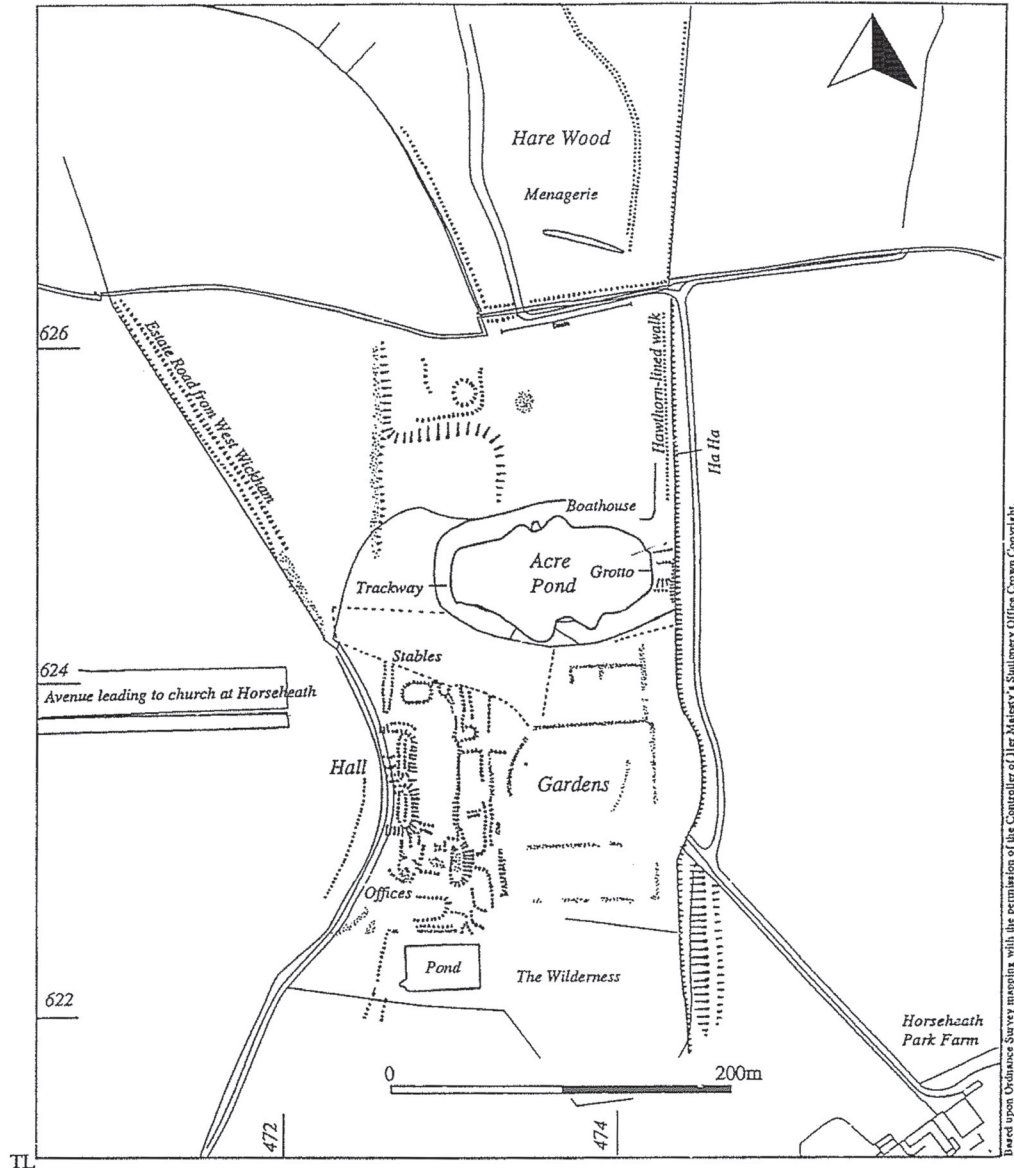 Hare Wood
Menagerie
626
Estate Road from West Wickham
Hawthorn-lined walk
Ha Ha
Boathouse
Acre
Pond
Grotto
Trackway
Stables
624
Avenue leading to church at Horseheath
Hall
Gardens
Offices
Pond
The Wilderness
622
Horseheath
Park Farm
0
200m
472
474
TL
Based upon Ordnance Survey mapping with the permission of the Controller of Her Majesty's Stationery Office Crown Copyright